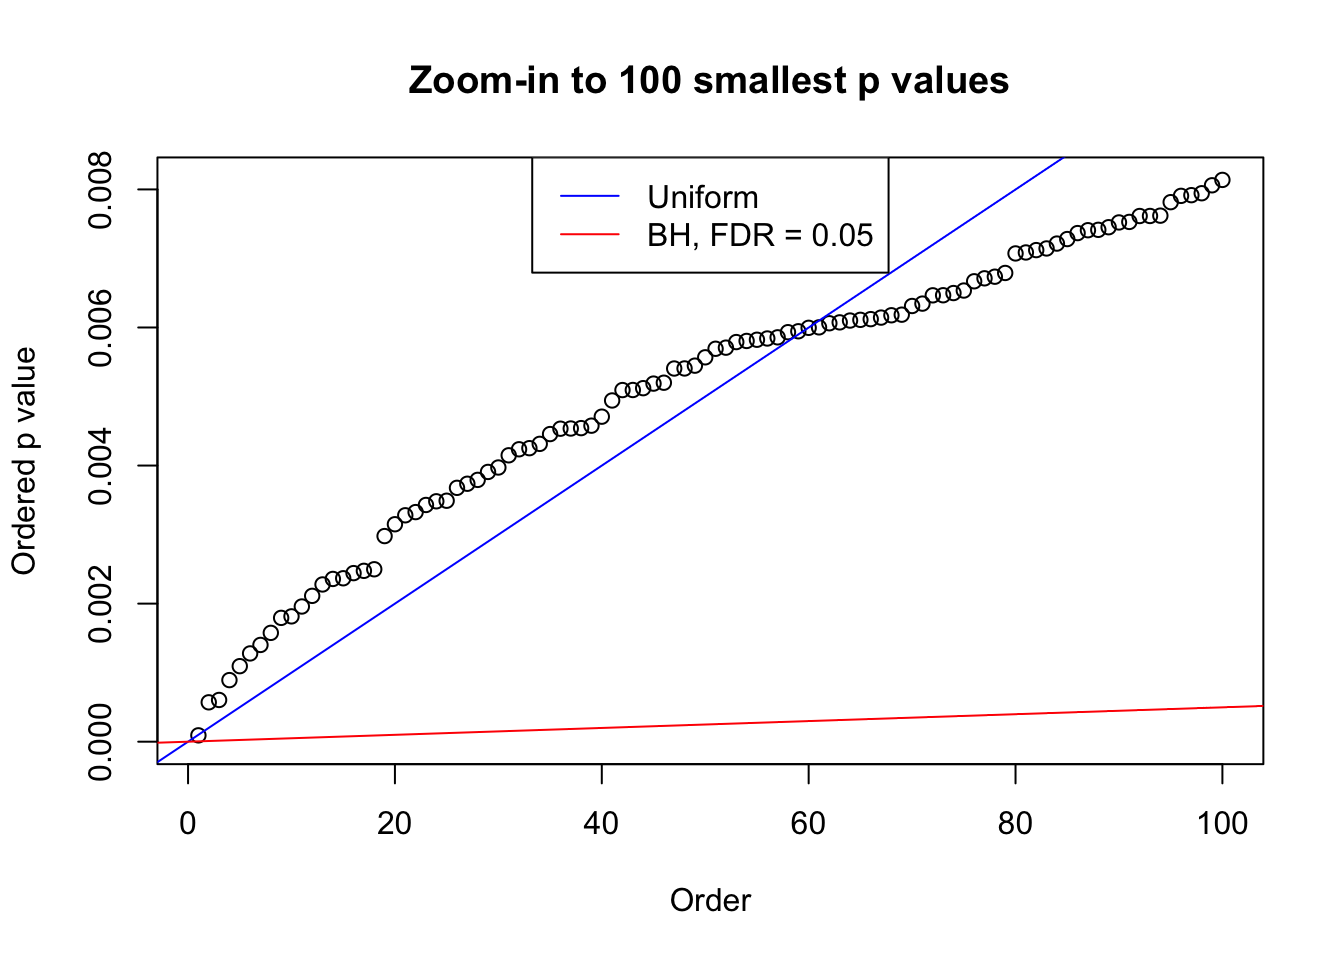 Zoom-in to 100 smallest p values
Uniform
BH, FDR = 0.05
Ordered p value
0.008
0.006
0.004
0.002
0.000
0 20 40 60 80 100
Order